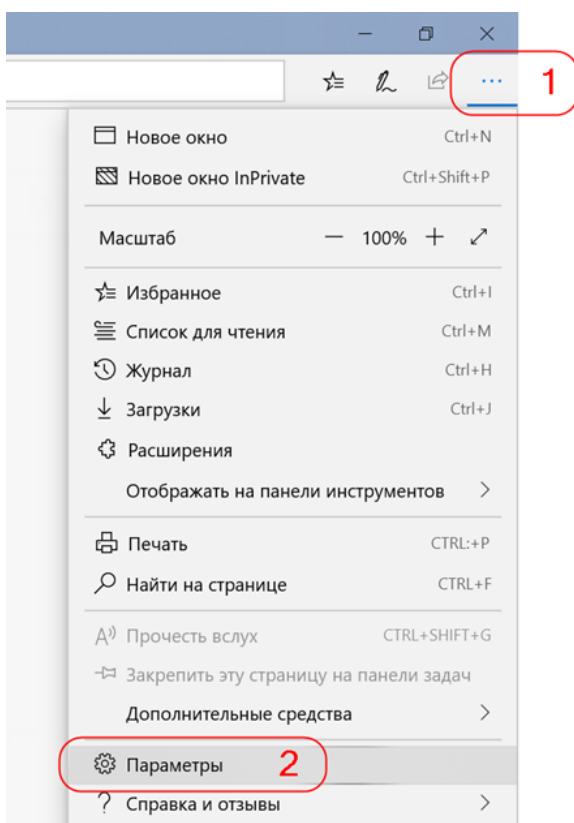 1
Новое окно Ctrl+N
Новое окно InPrivate Ctrl+Shift+P
Масштаб — 100% +
Избранное Ctrl+I
Список для чтения Ctrl+M
Журнал Ctrl+H
Загрузки Ctrl+J
Расширения
Отображать на панели инструментов
Печать CTRL:+P
Найти на странице CTRL+F
Прочесть вслух CTRL+SHIFT+G
Закрепить эту страницу на панели задач
Дополнительные средства
Параметры 2
Справка и отзывы